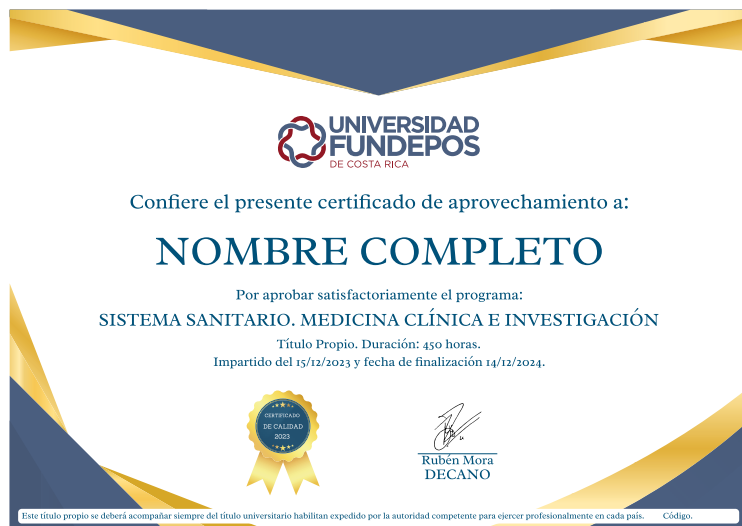 UNIVERSIDAD
FUNDEPOS
DE COSTA RICA
Confiere el presente certificado de aprovechamiento a:
NOMBRE COMPLETO
Por aprobar satisfactoriamente el programa:
SISTEMA SANITARIO. MEDICINA CLÍNICA E INVESTIGACIÓN
Título Propio. Duración: 450 horas.
Impartido del 15/12/2023 y fecha de finalización 14/12/2024.
CERTIFICADO
DE CALIDAD
2023
Rubén Mora
DECANO
Este título propio se deberá acompañar siempre del título universitario habilitan expedido por la autoridad competente para ejercer profesionalmente en cada país. Código.